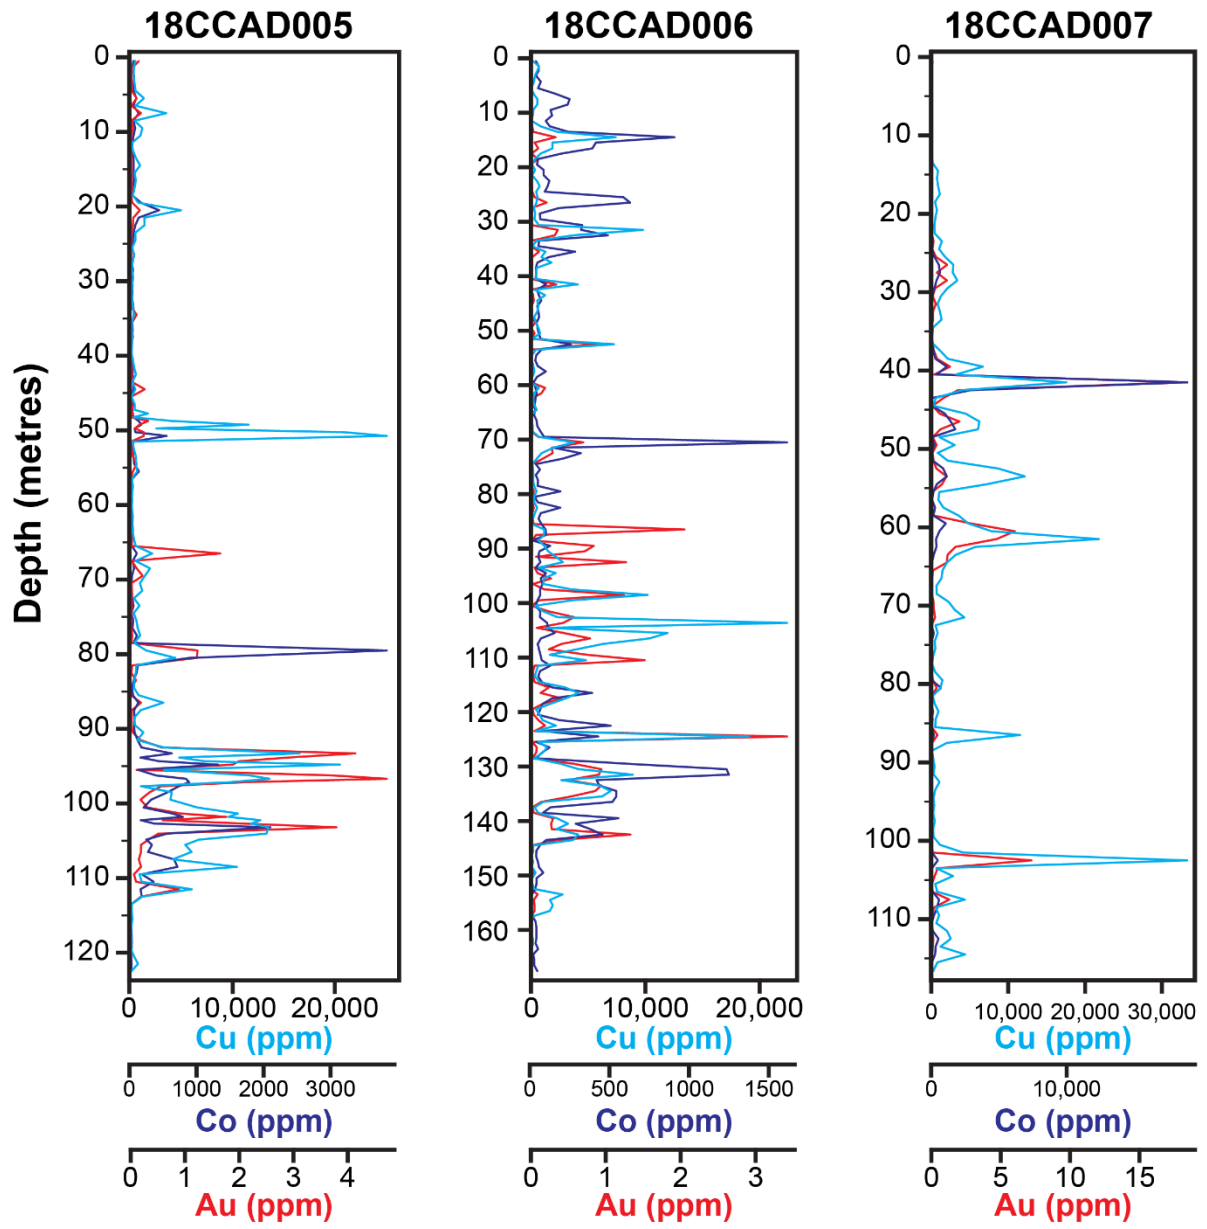 18CCAD005 18CCAD006 18CCAD007
Depth (metres)
0
10
20
30
40
50
60
70
80
90
100
110
120
0 10,000 20,000
Cu (ppm)
0 1000 2000 3000
Co (ppm)
0 1 2 3 4
Au (ppm)
0
10
20
30
40
50
60
70
80
90
100
110
120
130
140
150
160
0 10,000 20,000
Cu (ppm)
0 500 1000 1500
Co (ppm)
0 1 2 3
Au (ppm)
0
10
20
30
40
50
60
70
80
90
100
110
0 10,000 20,000 30,000
Cu (ppm)
0 10,000
Co (ppm)
0 5 10 15
Au (ppm)